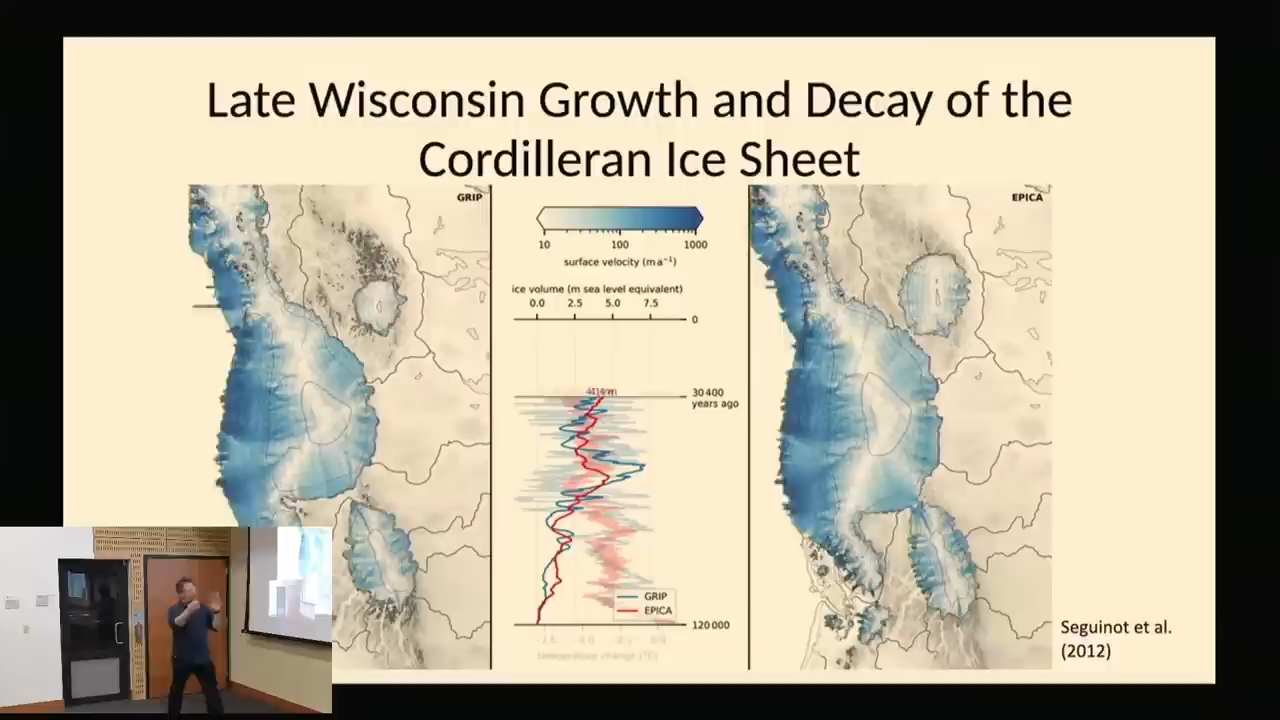 Late Wisconsin Growth and Decay of the
Cordilleran Ice Sheet
GRIP
10 100 1000
surface velocity (m a⁻¹)
ice volume (m sea level equivalent)
0.0 2.5 5.0 7.5
0
30 400
years ago
GRIP
EPICA
120 000
temperature change (°C)
EPICA
Seguinot et al.
(2012)